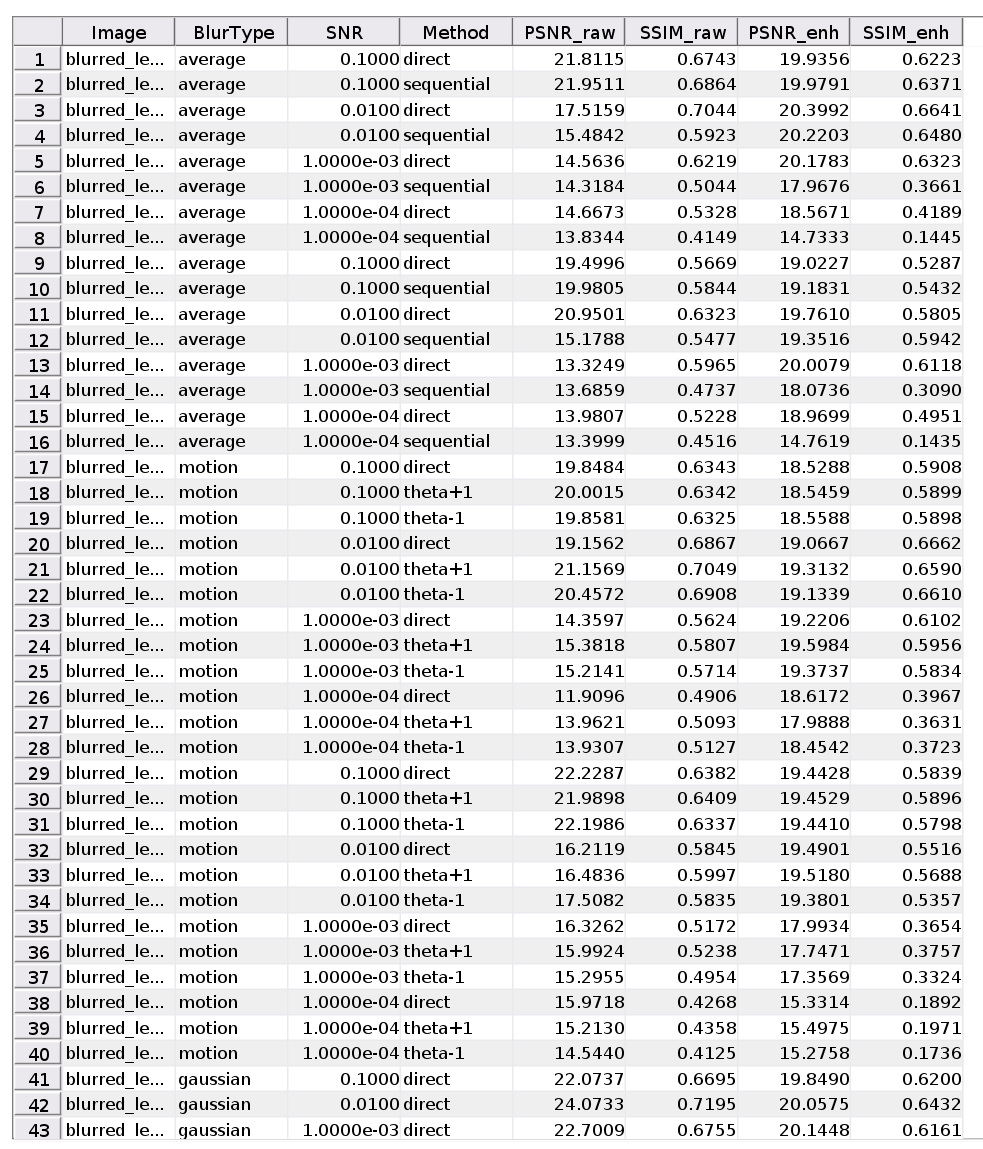 Image BlurType SNR Method PSNR_raw SSIM_raw PSNR_enh SSIM_enh
1 blurred_le... average 0.1000 direct 21.8115 0.6743 19.9356 0.6223
2 blurred_le... average 0.1000 sequential 21.9511 0.6864 19.9791 0.6371
3 blurred_le... average 0.0100 direct 17.5159 0.7044 20.3992 0.6641
4 blurred_le... average 0.0100 sequential 15.4842 0.5923 20.2203 0.6480
5 blurred_le... average 1.0000e-03 direct 14.5636 0.6219 20.1783 0.6323
6 blurred_le... average 1.0000e-03 sequential 14.3184 0.5044 17.9676 0.3661
7 blurred_le... average 1.0000e-04 direct 14.6673 0.5328 18.5671 0.4189
8 blurred_le... average 1.0000e-04 sequential 13.8344 0.4149 14.7333 0.1445
9 blurred_le... average 0.1000 direct 19.4996 0.5669 19.0227 0.5287
10 blurred_le... average 0.1000 sequential 19.9805 0.5844 19.1831 0.5432
11 blurred_le... average 0.0100 direct 20.9501 0.6323 19.7610 0.5805
12 blurred_le... average 0.0100 sequential 15.1788 0.5477 19.3516 0.5942
13 blurred_le... average 1.0000e-03 direct 13.3249 0.5965 20.0079 0.6118
14 blurred_le... average 1.0000e-03 sequential 13.6859 0.4737 18.0736 0.3090
15 blurred_le... average 1.0000e-04 direct 13.9807 0.5228 18.9699 0.4951
16 blurred_le... average 1.0000e-04 sequential 13.3999 0.4516 14.7619 0.1435
17 blurred_le... motion 0.1000 direct 19.8484 0.6343 18.5288 0.5908
18 blurred_le... motion 0.1000 theta+1 20.0015 0.6342 18.5459 0.5899
19 blurred_le... motion 0.1000 theta-1 19.8581 0.6325 18.5588 0.5898
20 blurred_le... motion 0.0100 direct 19.1562 0.6867 19.0667 0.6662
21 blurred_le... motion 0.0100 theta+1 21.1569 0.7049 19.3132 0.6590
22 blurred_le... motion 0.0100 theta-1 20.4572 0.6908 19.1339 0.6610
23 blurred_le... motion 1.0000e-03 direct 14.3597 0.5624 19.2206 0.6102
24 blurred_le... motion 1.0000e-03 theta+1 15.3818 0.5807 19.5984 0.5956
25 blurred_le... motion 1.0000e-03 theta-1 15.2141 0.5714 19.3737 0.5834
26 blurred_le... motion 1.0000e-04 direct 11.9096 0.4906 18.6172 0.3967
27 blurred_le... motion 1.0000e-04 theta+1 13.9621 0.5093 17.9888 0.3631
28 blurred_le... motion 1.0000e-04 theta-1 13.9307 0.5127 18.4542 0.3723
29 blurred_le... motion 0.1000 direct 22.2287 0.6382 19.4428 0.5839
30 blurred_le... motion 0.1000 theta+1 21.9898 0.6409 19.4529 0.5896
31 blurred_le... motion 0.1000 theta-1 22.1986 0.6337 19.4410 0.5798
32 blurred_le... motion 0.0100 direct 16.2119 0.5845 19.4901 0.5516
33 blurred_le... motion 0.0100 theta+1 16.4836 0.5997 19.5180 0.5688
34 blurred_le... motion 0.0100 theta-1 17.5082 0.5835 19.3801 0.5357
35 blurred_le... motion 1.0000e-03 direct 16.3262 0.5172 17.9934 0.3654
36 blurred_le... motion 1.0000e-03 theta+1 15.9924 0.5238 17.7471 0.3757
37 blurred_le... motion 1.0000e-03 theta-1 15.2955 0.4954 17.3569 0.3324
38 blurred_le... motion 1.0000e-04 direct 15.9718 0.4268 15.3314 0.1892
39 blurred_le... motion 1.0000e-04 theta+1 15.2130 0.4358 15.4975 0.1971
40 blurred_le... motion 1.0000e-04 theta-1 14.5440 0.4125 15.2758 0.1736
41 blurred_le... gaussian 0.1000 direct 22.0737 0.6695 19.8490 0.6200
42 blurred_le... gaussian 0.0100 direct 24.0733 0.7195 20.0575 0.6432
43 blurred_le... gaussian 1.0000e-03 direct 22.7009 0.6755 20.1448 0.6161